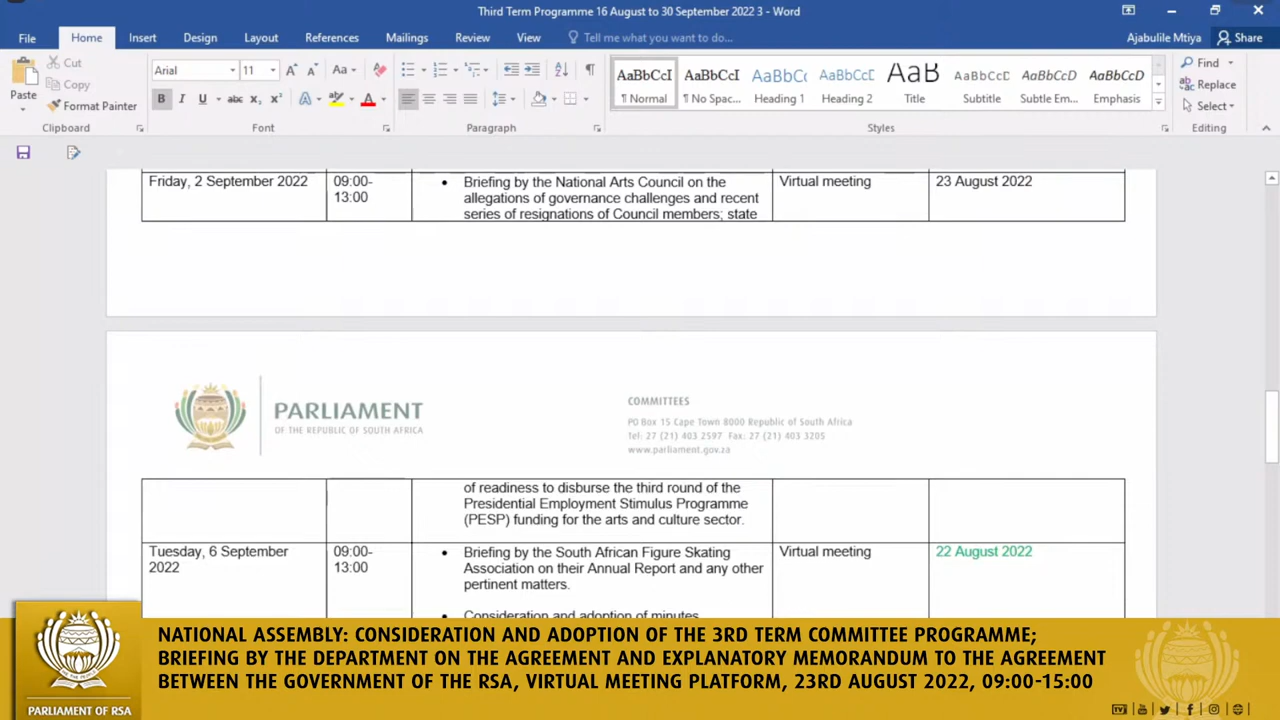 Third Term Programme 16 August to 30 September 2022 3 - Word
File Home Insert Design Layout References Mailings Review View Tell me what you want to do... Ajabulile Mtiya Share
Paste
Cut
Copy
Format Painter
Clipboard
Arial 11
Font
Paragraph
AaBbCcI AaBbCcI AaBbCc AaBbCcC AaB AaBbCcD AaBbCcD AaBbCcD
¶ Normal ¶ No Spac... Heading 1 Heading 2 Title Subtitle Subtle Em... Emphasis
Styles
Find
Replace
Select
Editing
Friday, 2 September 2022
09:00-
13:00
• Briefing by the National Arts Council on the
allegations of governance challenges and recent
series of resignations of Council members; state
Virtual meeting
23 August 2022
PARLIAMENT
OF THE REPUBLIC OF SOUTH AFRICA
COMMITTEES
PO Box 15 Cape Town 8000 Republic of South Africa
Tel: 27 (21) 403 2597 Fax: 27 (21) 403 3205
www.parliament.gov.za
of readiness to disburse the third round of the
Presidential Employment Stimulus Programme
(PESP) funding for the arts and culture sector.
Tuesday, 6 September
2022
09:00-
13:00
• Briefing by the South African Figure Skating
Association on their Annual Report and any other
pertinent matters.
• Consideration and adoption of minutes
Virtual meeting
22 August 2022
NATIONAL ASSEMBLY: CONSIDERATION AND ADOPTION OF THE 3RD TERM COMMITTEE PROGRAMME;
BRIEFING BY THE DEPARTMENT ON THE AGREEMENT AND EXPLANATORY MEMORANDUM TO THE AGREEMENT
BETWEEN THE GOVERNMENT OF THE RSA, VIRTUAL MEETING PLATFORM, 23RD AUGUST 2022, 09:00-15:00
PARLIAMENT OF RSA